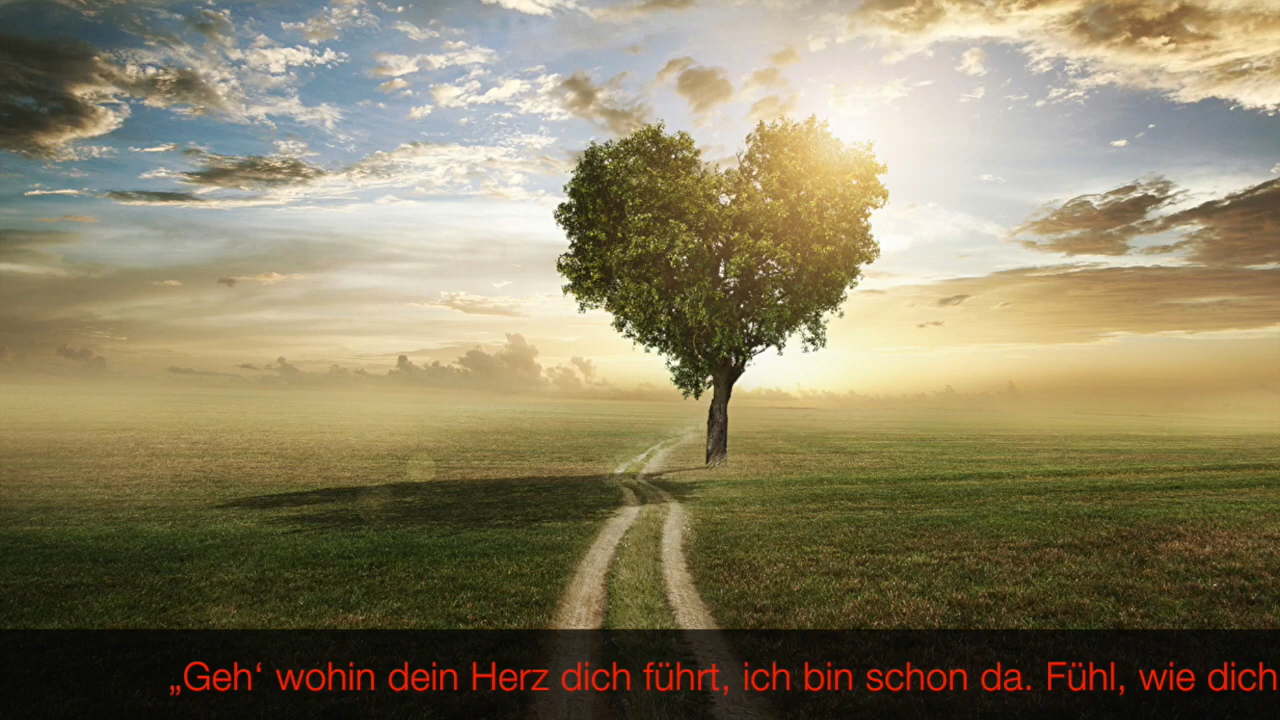 „Geh‘ wohin dein Herz dich führt, ich bin schon da. Fühl, wie dich